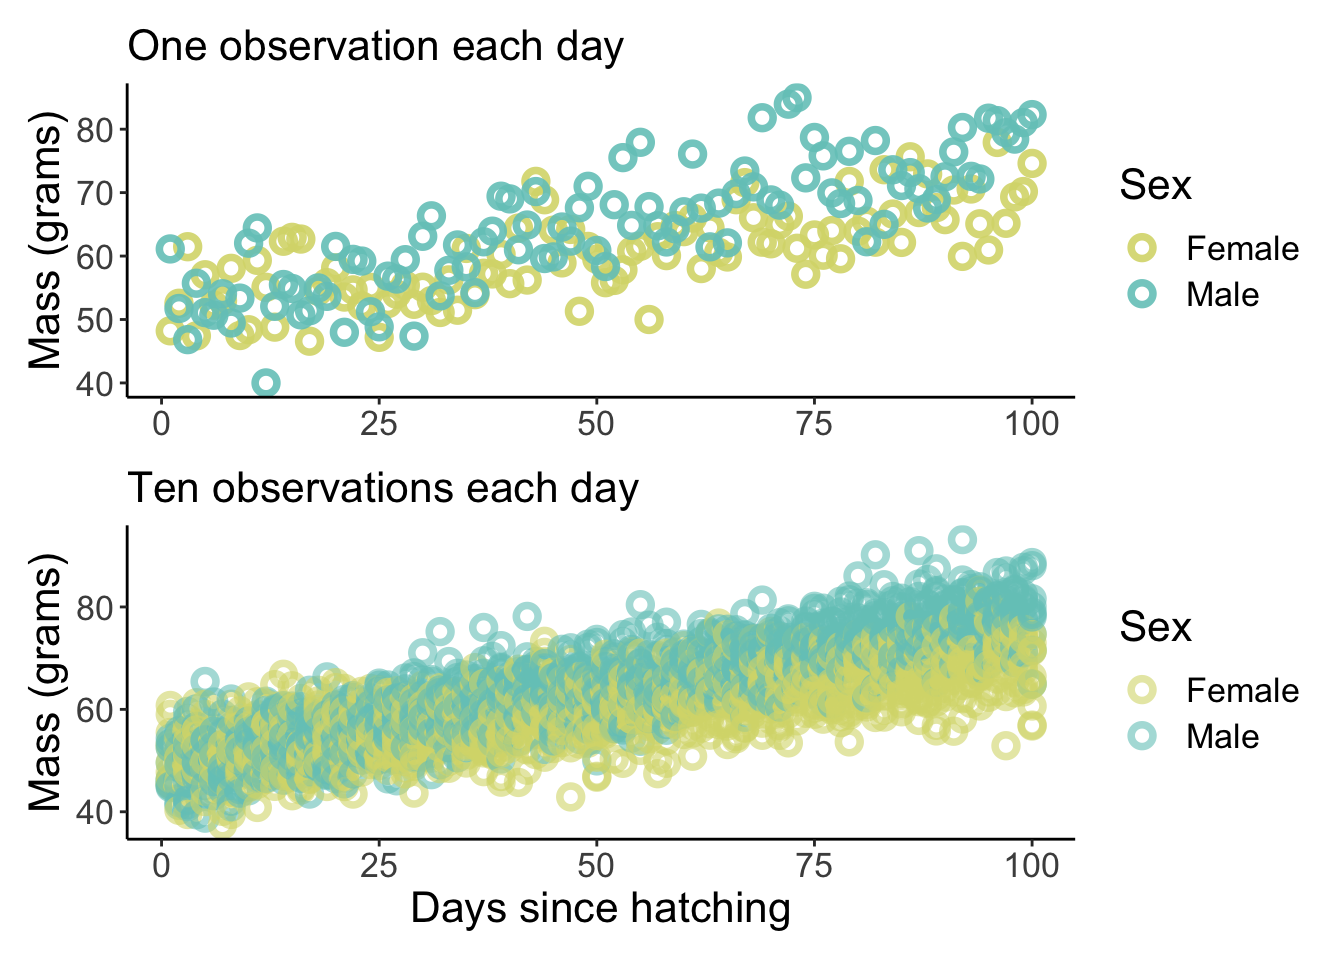 One observation each day
Mass (grams)
80
70
60
50
40
0 25 50 75 100
Sex
Female
Male
Ten observations each day
Mass (grams)
80
60
40
0 25 50 75 100
Days since hatching
Sex
Female
Male